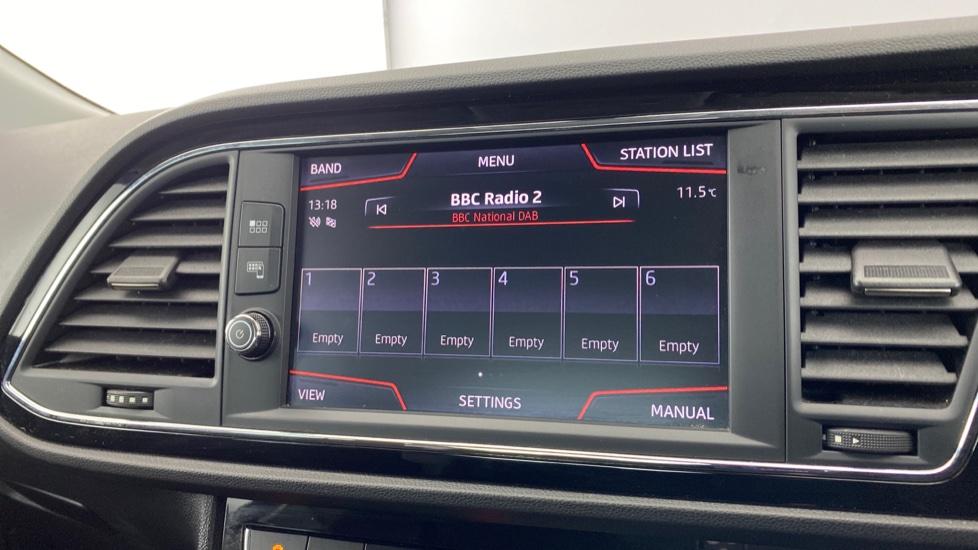 BAND
MENU
STATION LIST
13:18
BBC Radio 2
11.5°C
BBC National DAB
1
2
3
4
5
6
Empty
Empty
Empty
Empty
Empty
Empty
VIEW
SETTINGS
MANUAL